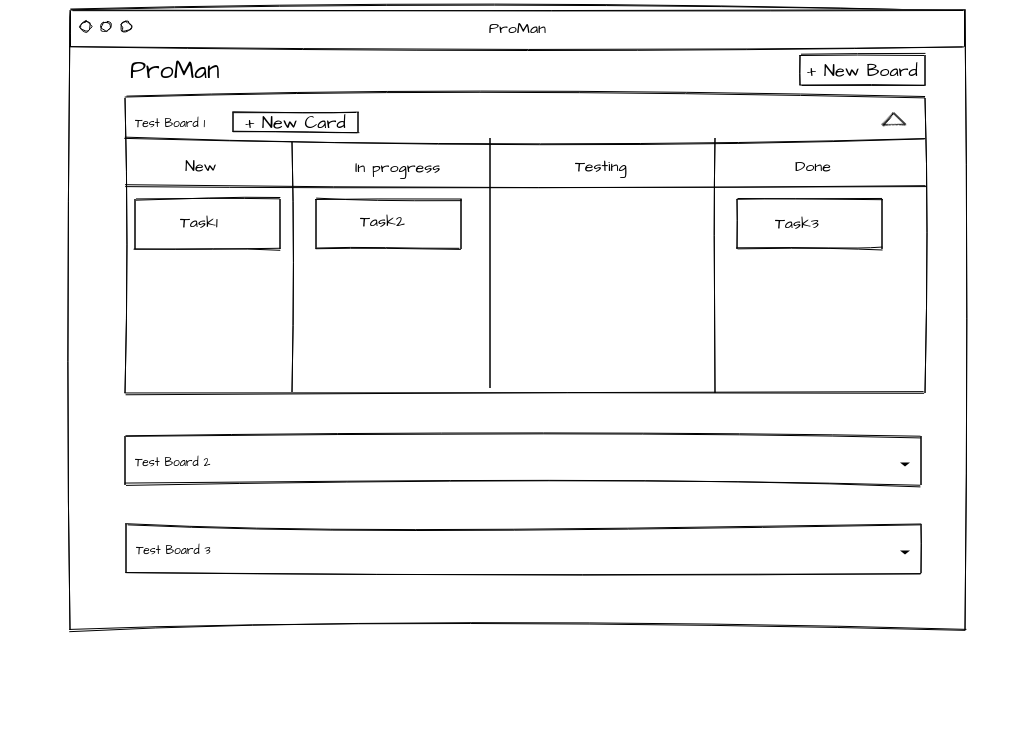 ProMan
ProMan
+ New Board
Test Board 1
+ New Card
New
In progress
Testing
Done
Task1
Task2
Task3
Test Board 2
Test Board 3